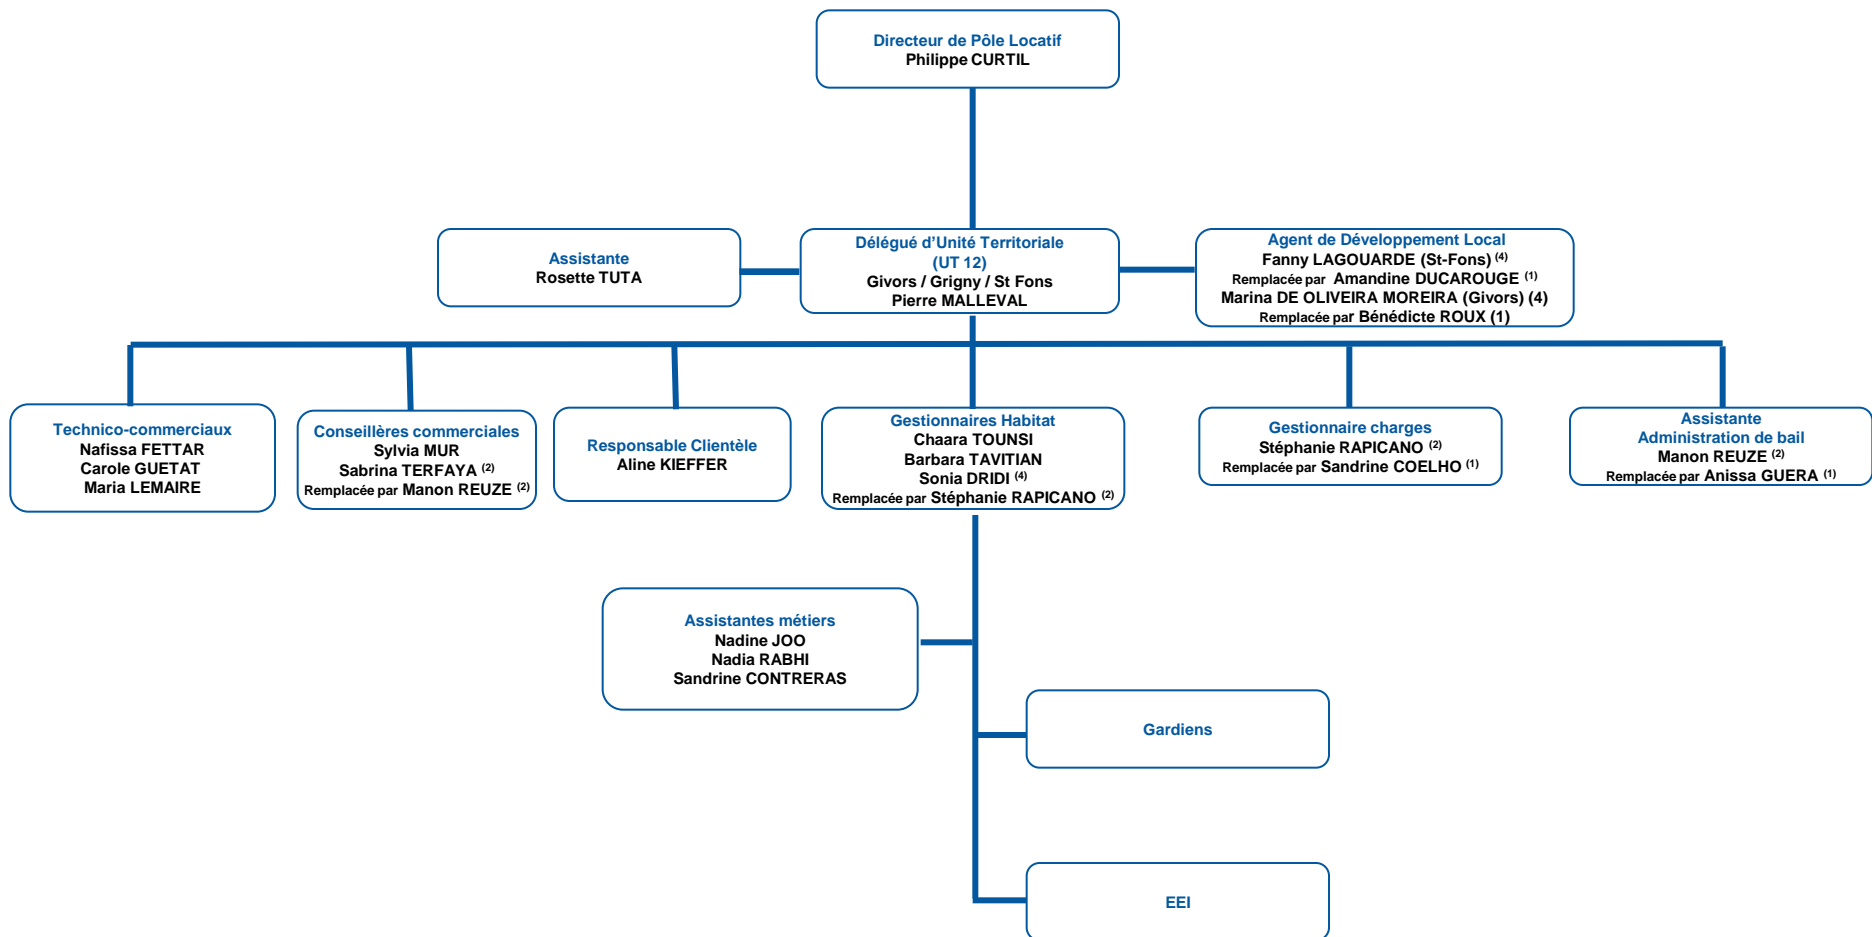 Directeur de Pôle Locatif
Philippe CURTIL
Assistante
Rosette TUTA
Délégué d'Unité Territoriale
(UT 12)
Givors / Grigny / St Fons
Pierre MALLEVAL
Agent de Développement Local
Fanny LAGOUARDE (St-Fons) (4)
Remplacée par Amandine DUCAROUGE (1)
Marina DE OLIVEIRA MOREIRA (Givors) (4)
Remplacée par Bénédicte ROUX (1)
Technico-commerciaux
Nafissa FETTAR
Carole GUETAT
Maria LEMAIRE
Conseillères commerciales
Sylvia MUR
Sabrina TERFAYA (2)
Remplacée par Manon REUZE (2)
Responsable Clientèle
Aline KIEFFER
Gestionnaires Habitat
Chaara TOUNSI
Barbara TAVITIAN
Sonia DRIDI (4)
Remplacée par Stéphanie RAPICANO (2)
Gestionnaire charges
Stéphanie RAPICANO (2)
Remplacée par Sandrine COELHO (1)
Assistante
Administration de bail
Manon REUZE (2)
Remplacée par Anissa GUERA (1)
Assistantes métiers
Nadine JOO
Nadia RABHI
Sandrine CONTRERAS
Gardiens
EEI